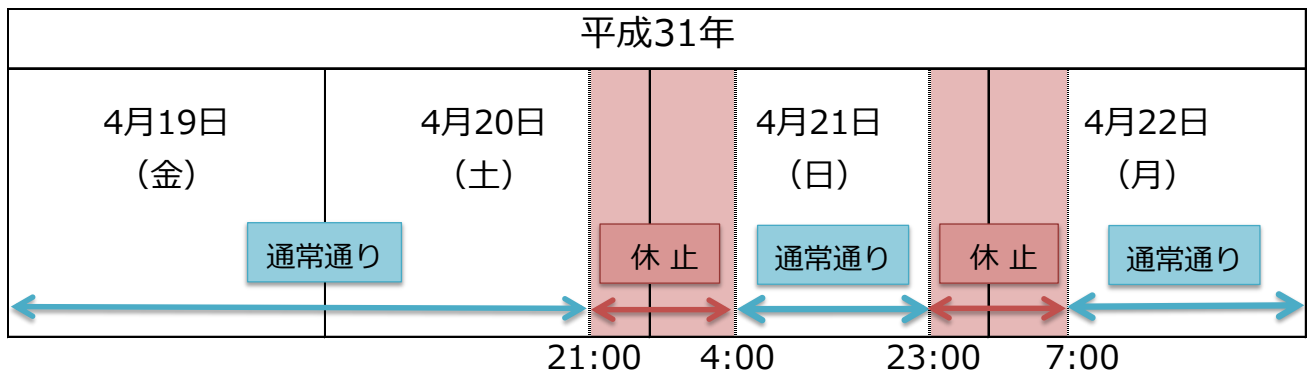 平成31年
4月19日
（金）
4月20日
（土）
4月21日
（日）
4月22日
（月）
通常通り
休 止
通常通り
休 止
通常通り
21:00
4:00
23:00
7:00